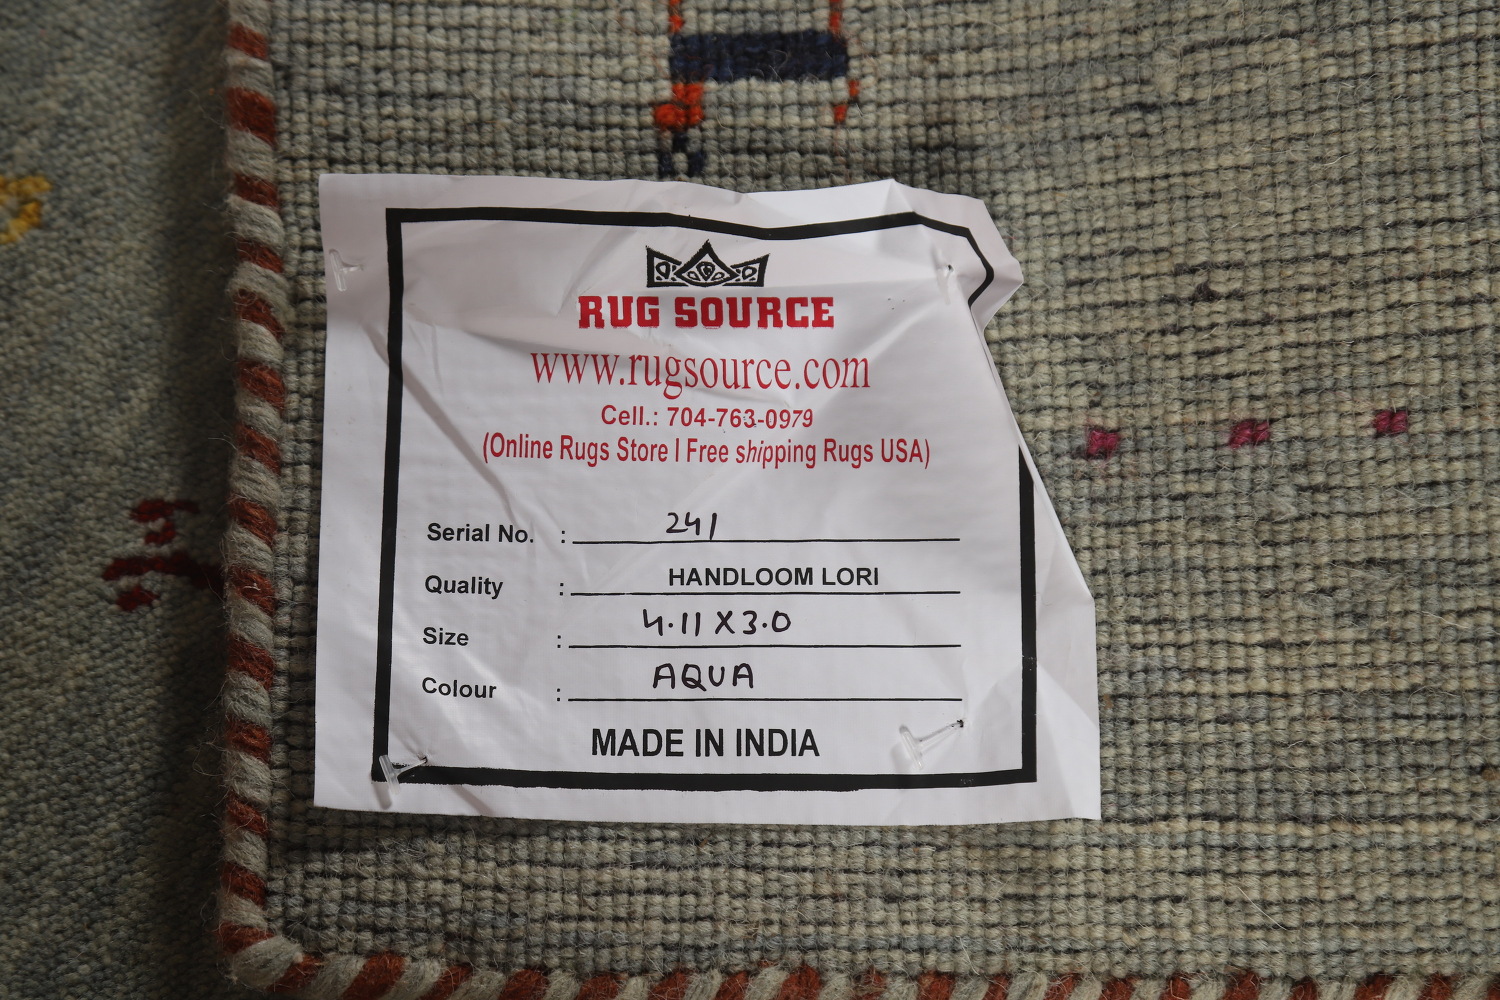 RUG SOURCE
www.rugsource.com
Cell.: 704-763-0979
(Online Rugs Store I Free shipping Rugs USA)
Serial No. : 241
Quality : HANDLOOM LORI
Size : 4.11 X 3.0
Colour : AQUA
MADE IN INDIA